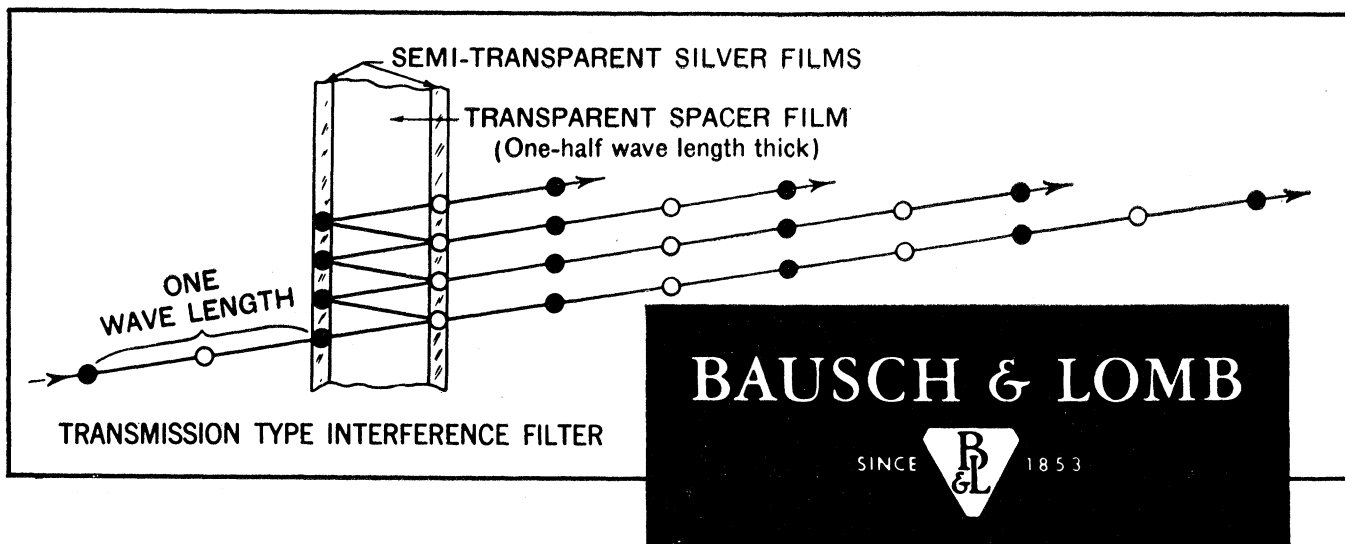 SEMI-TRANSPARENT SILVER FILMS
TRANSPARENT SPACER FILM
(One-half wave length thick)
ONE
WAVE LENGTH
TRANSMISSION TYPE INTERFERENCE FILTER
BAUSCH & LOMB
SINCE B&L 1853